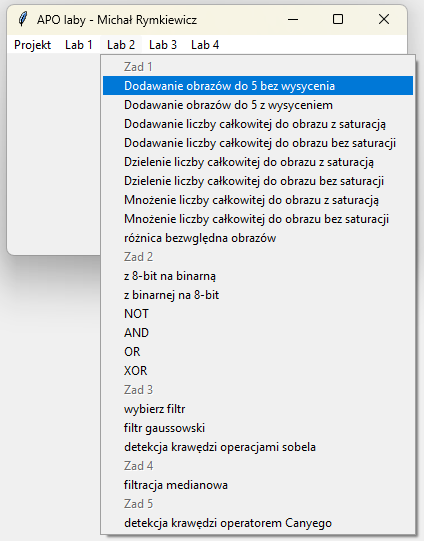 APO laby - Michał Rymkiewicz
Projekt Lab 1 Lab 2 Lab 3 Lab 4
Zad 1
Dodawanie obrazów do 5 bez wysycenia
Dodawanie obrazów do 5 z wysyceniem
Dodawanie liczby całkowitej do obrazu z saturacją
Dodawanie liczby całkowitej do obrazu bez saturacji
Dzielenie liczby całkowitej do obrazu z saturacją
Dzielenie liczby całkowitej do obrazu bez saturacji
Mnożenie liczby całkowitej do obrazu z saturacją
Mnożenie liczby całkowitej do obrazu bez saturacji
różnica bezwględna obrazów
Zad 2
z 8-bit na binarną
z binarnej na 8-bit
NOT
AND
OR
XOR
Zad 3
wybierz filtr
filtr gaussowski
detekcja krawędzi operacjami sobela
Zad 4
filtracja medianowa
Zad 5
detekcja krawędzi operatorem Canyego